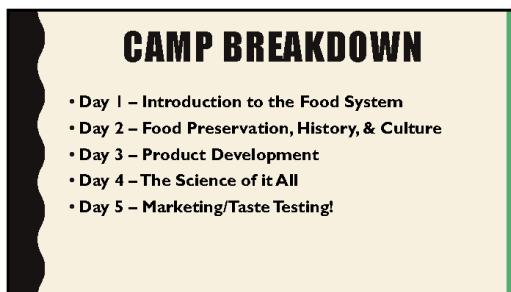 CAMP BREAKDOWN
• Day 1 – Introduction to the Food System
• Day 2 – Food Preservation, History, & Culture
• Day 3 – Product Development
• Day 4 – The Science of it All
• Day 5 – Marketing/Taste Testing!